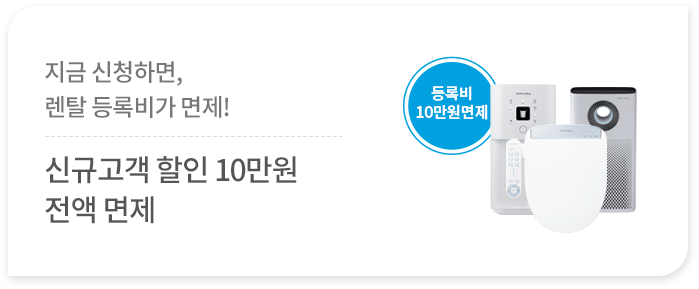 지금 신청하면,
렌탈 등록비가 면제!
신규고객 할인 10만원
전액 면제
등록비
10만원면제